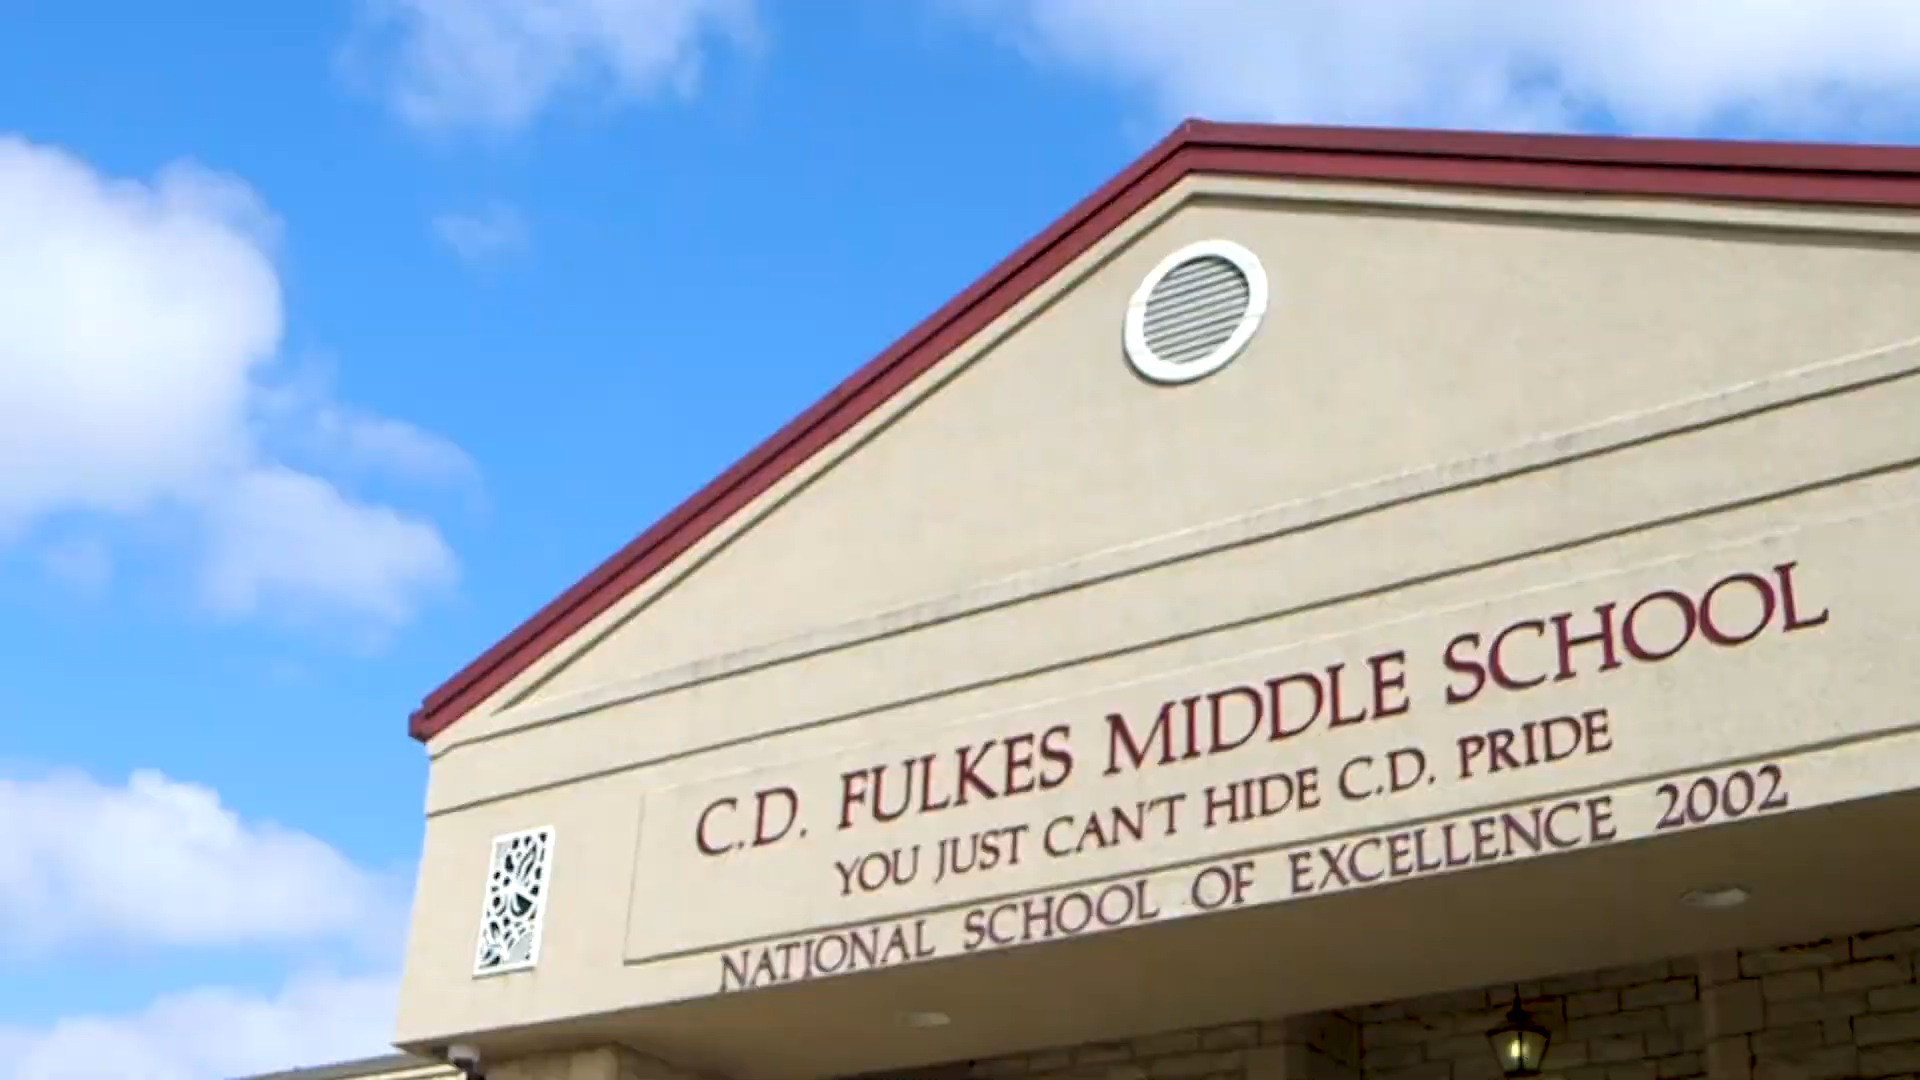 C.D. FULKES MIDDLE SCHOOL
YOU JUST CAN'T HIDE C.D. PRIDE
NATIONAL SCHOOL OF EXCELLENCE 2002